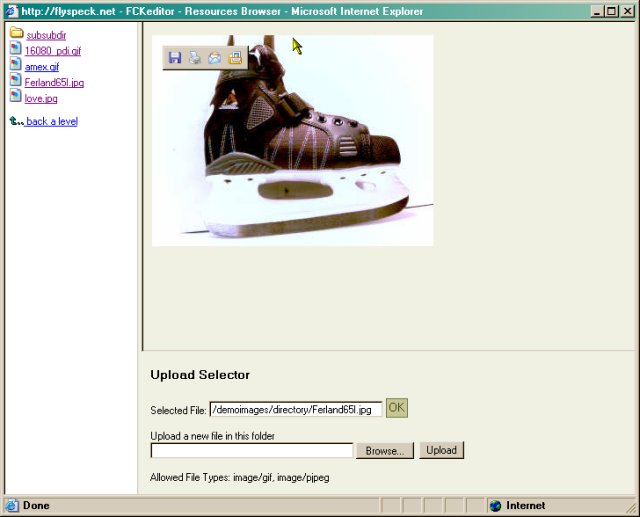 http://flyspeck.net - FCKeditor - Resources Browser - Microsoft Internet Explorer
subsubdir
16080_pdi.gif
amex.gif
Ferland65l.jpg
love.jpg
back a level
Upload Selector
Selected File: /demoimages/directory/Ferland65l.jpg OK
Upload a new file in this folder
Browse... Upload
Allowed File Types: image/gif, image/pjpeg
Done Internet